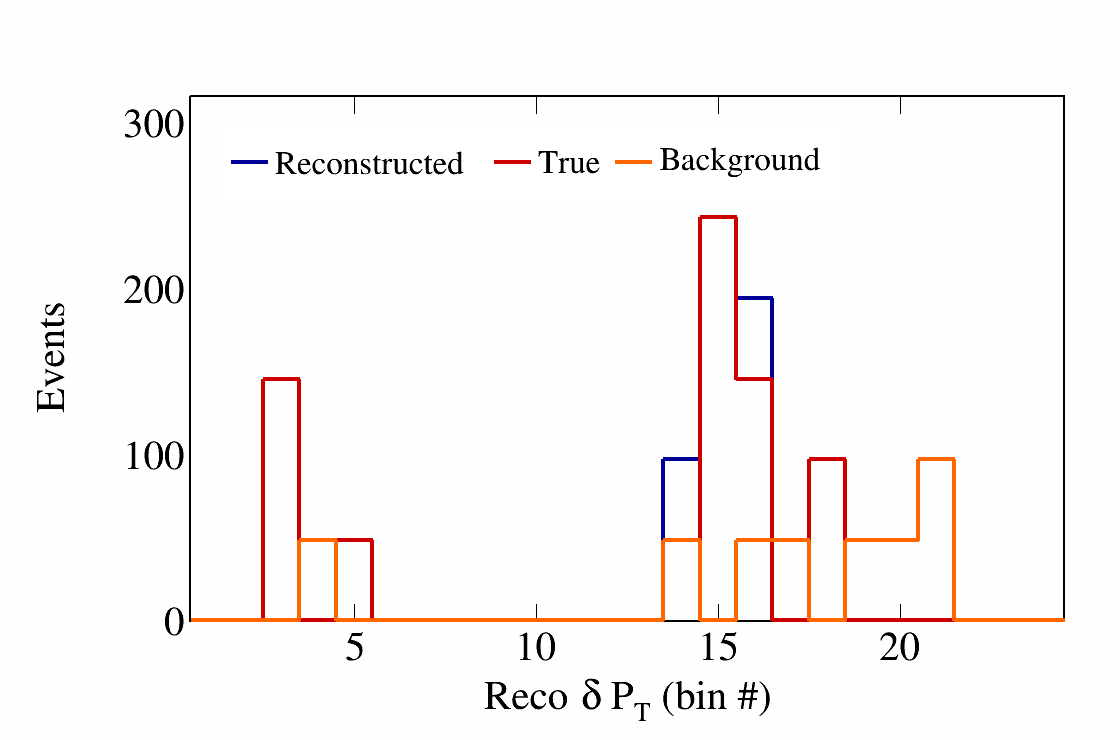 300
Reconstructed True Background
200
Events
100
0
5 10 15 20
Reco δ P_T (bin #)